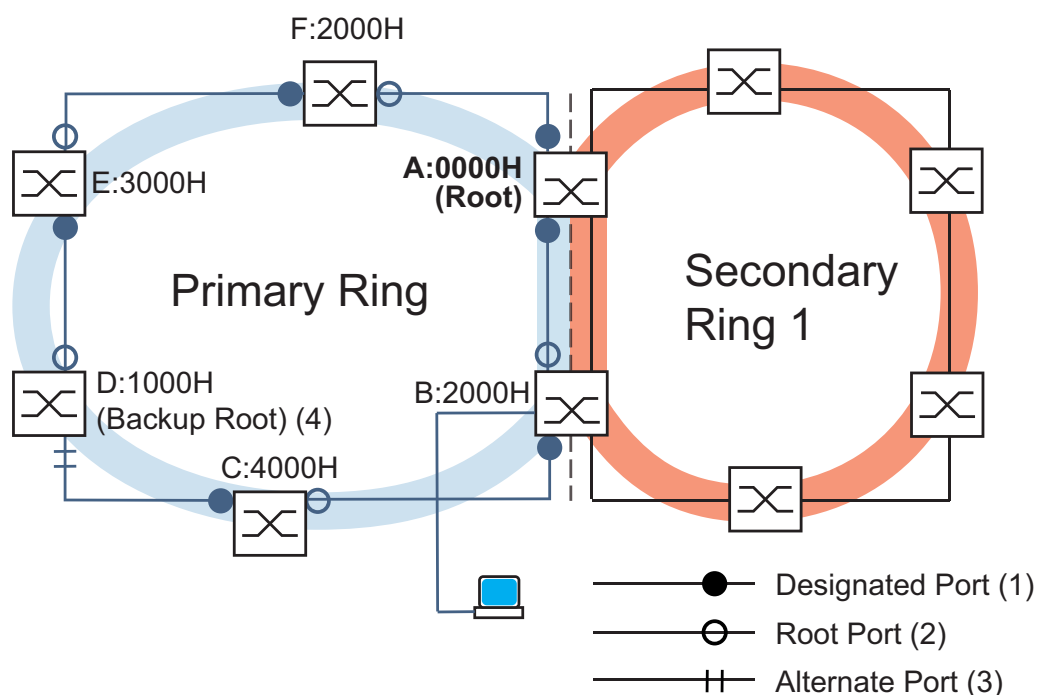 F:2000H
E:3000H
A:0000H
(Root)
Primary Ring
Secondary
Ring 1
D:1000H
(Backup Root) (4)
B:2000H
C:4000H
Designated Port (1)
Root Port (2)
Alternate Port (3)